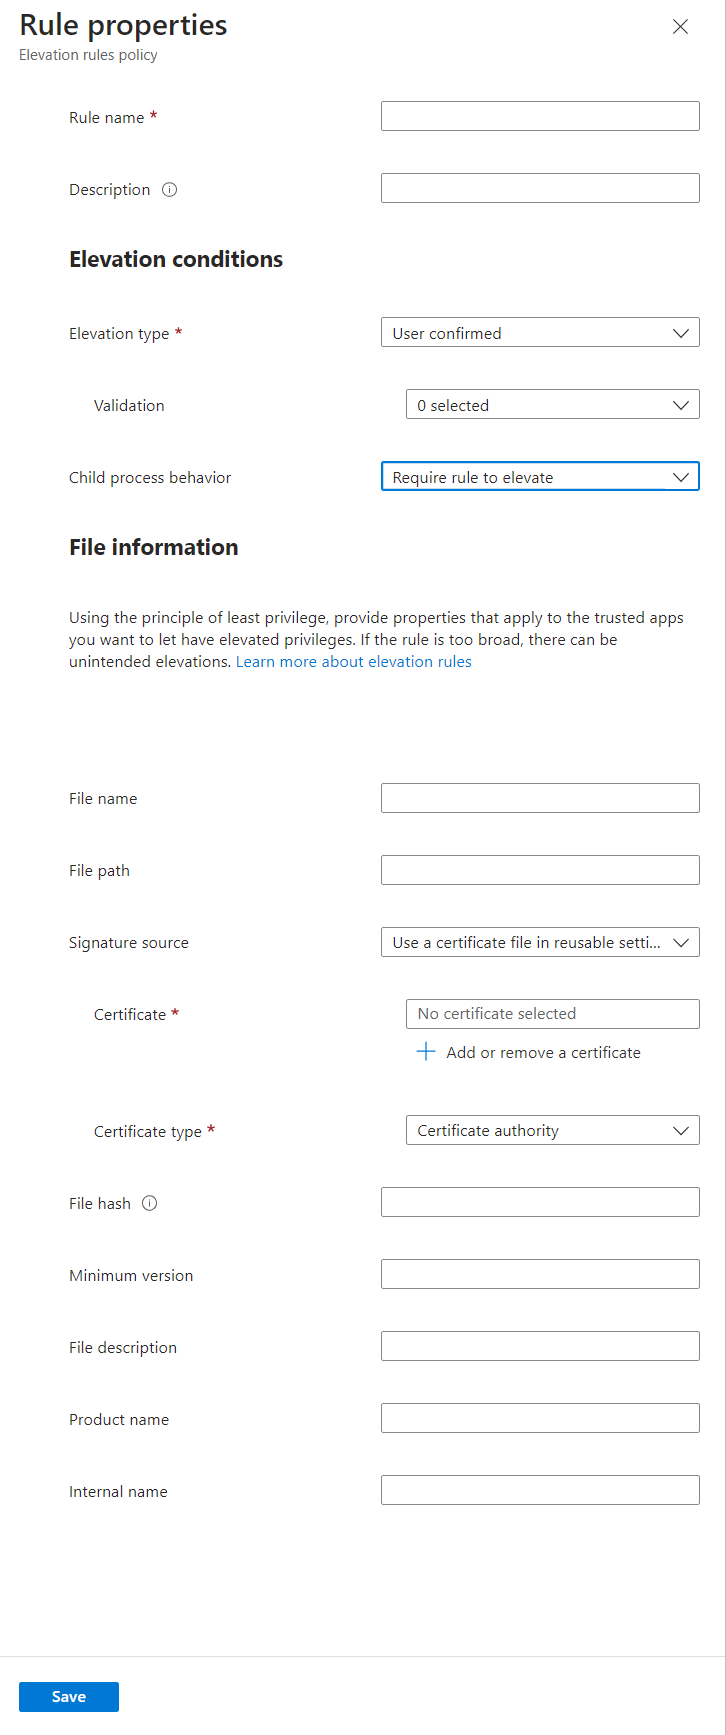 Rule properties
Elevation rules policy
Rule name *
Description
Elevation conditions
Elevation type *
User confirmed
Validation
0 selected
Child process behavior
Require rule to elevate
File information
Using the principle of least privilege, provide properties that apply to the trusted apps
you want to let have elevated privileges. If the rule is too broad, there can be
unintended elevations. Learn more about elevation rules
File name
File path
Signature source
Use a certificate file in reusable setti...
Certificate *
No certificate selected
Add or remove a certificate
Certificate type *
Certificate authority
File hash
Minimum version
File description
Product name
Internal name
Save